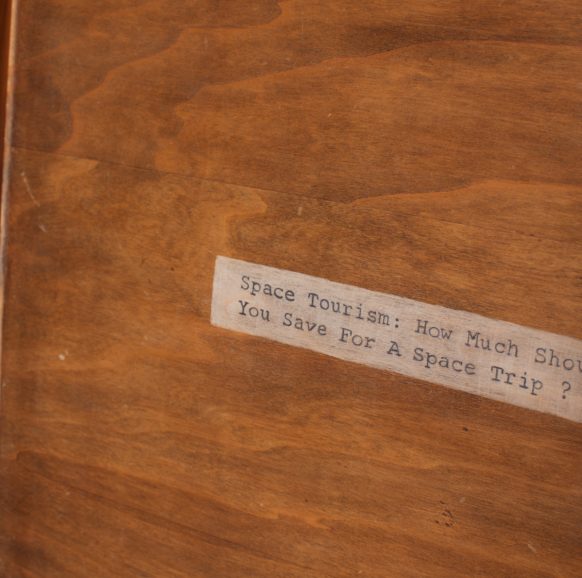 Space Tourism: How Much Shou
You Save For A Space Trip ?